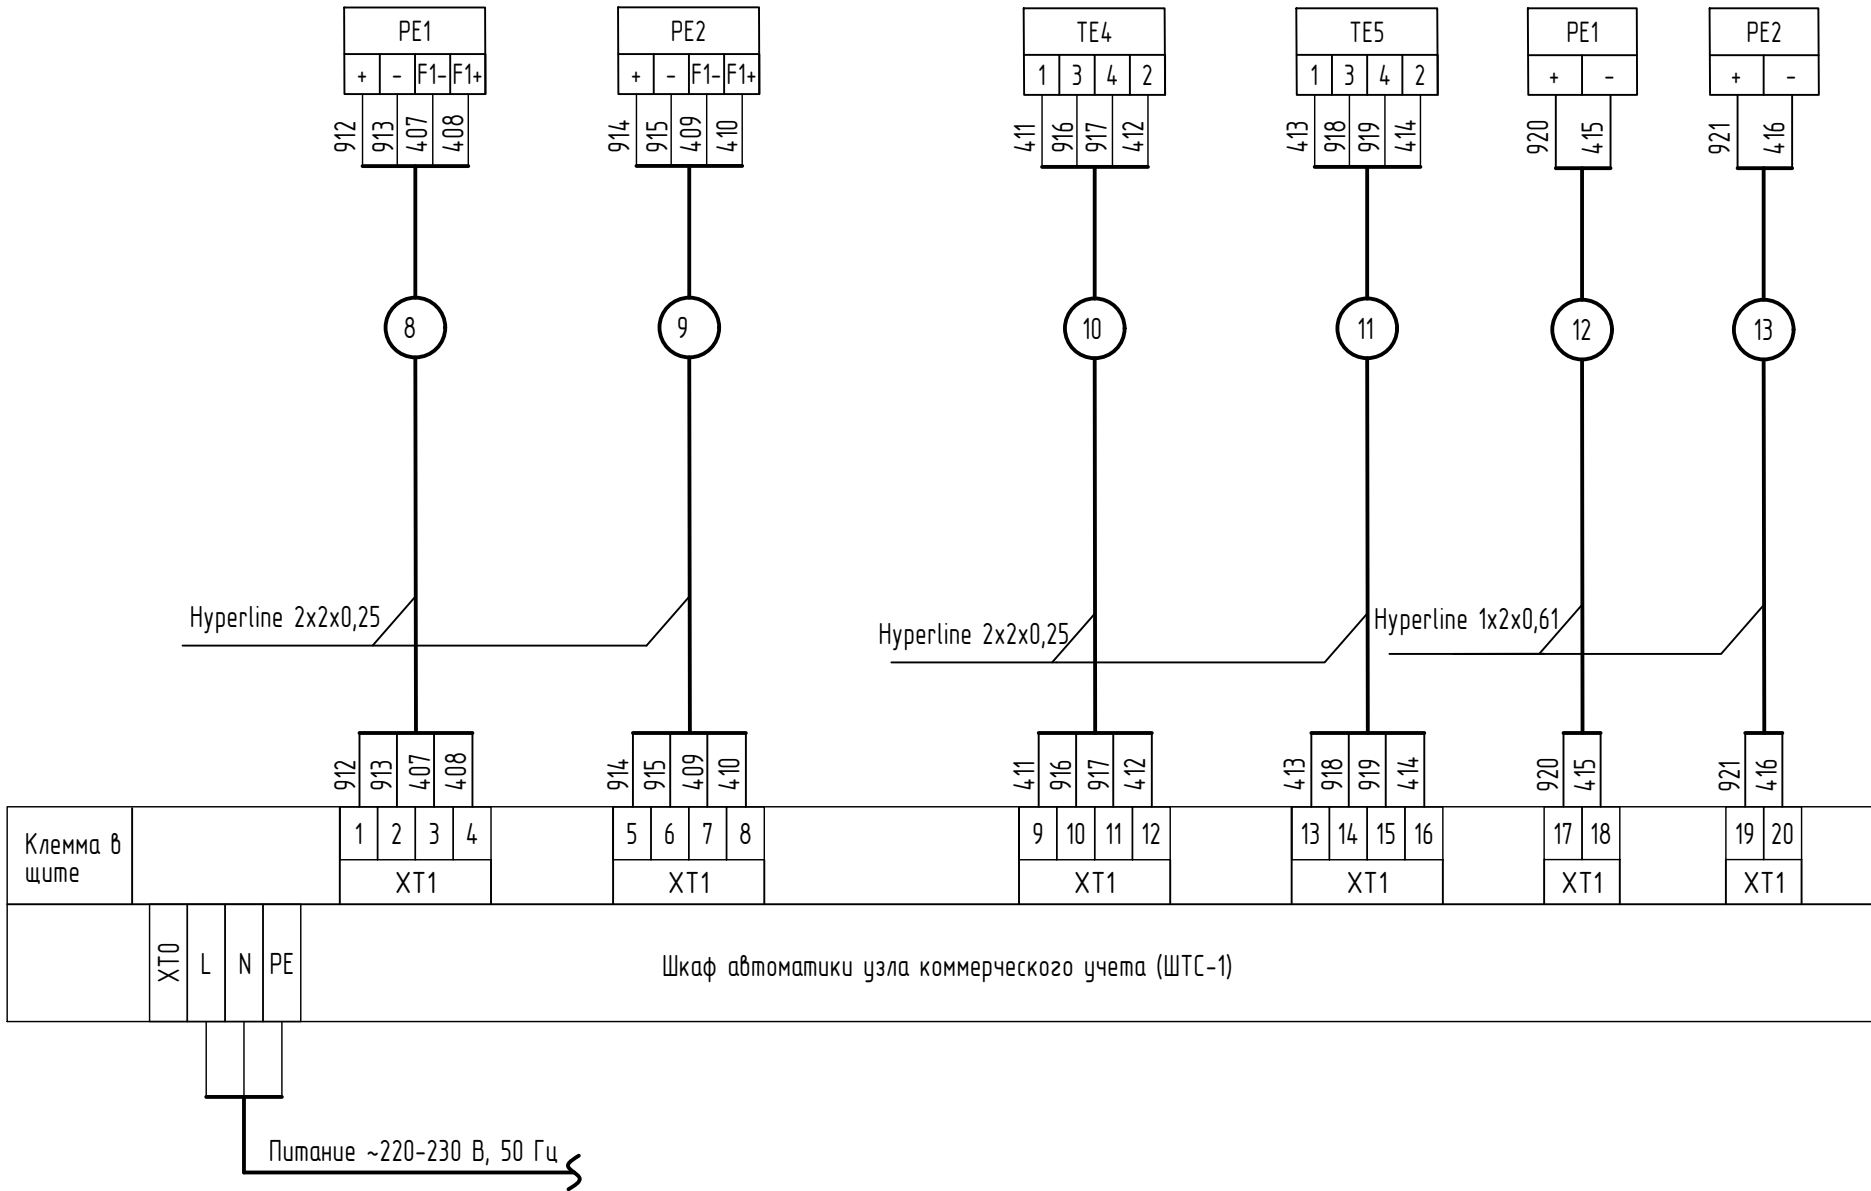 PE1 PE2 TE4 TE5 PE1 PE2
+ - F1- F1+ + - F1- F1+ 1 3 4 2 1 3 4 2 + - + -
912 913 407 408 914 915 409 410 411 916 917 412 413 918 919 414 920 415 921 416
8 9 10 11 12 13
Hyperline 2x2x0,25 Hyperline 2x2x0,25 Hyperline 1x2x0,61
912 913 407 408 914 915 409 410 411 916 917 412 413 918 919 414 920 415 921 416
Клемма в
щите
1 2 3 4 5 6 7 8 9 10 11 12 13 14 15 16 17 18 19 20
XT1 XT1 XT1 XT1 XT1 XT1
XT0 L N PE Шкаф автоматики узла коммерческого учета (ШТС-1)
Питание ~220-230 В, 50 Гц